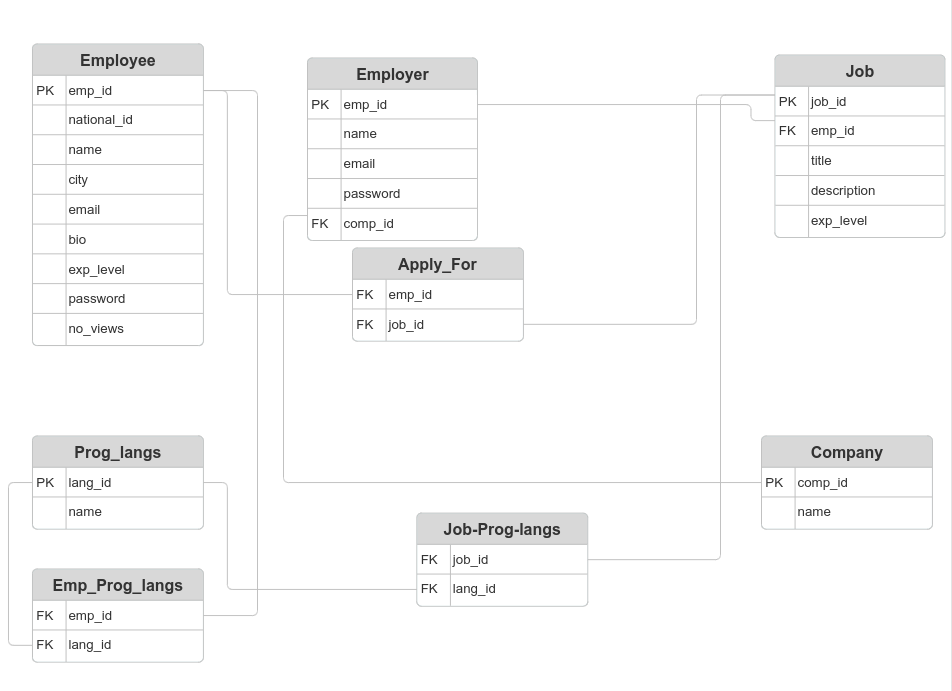 Employee
PK emp_id
national_id
name
city
email
bio
exp_level
password
no_views
Employer
PK emp_id
name
email
password
FK comp_id
Job
PK job_id
FK emp_id
title
description
exp_level
Apply_For
FK emp_id
FK job_id
Prog_langs
PK lang_id
name
Company
PK comp_id
name
Job-Prog-langs
FK job_id
FK lang_id
Emp_Prog_langs
FK emp_id
FK lang_id